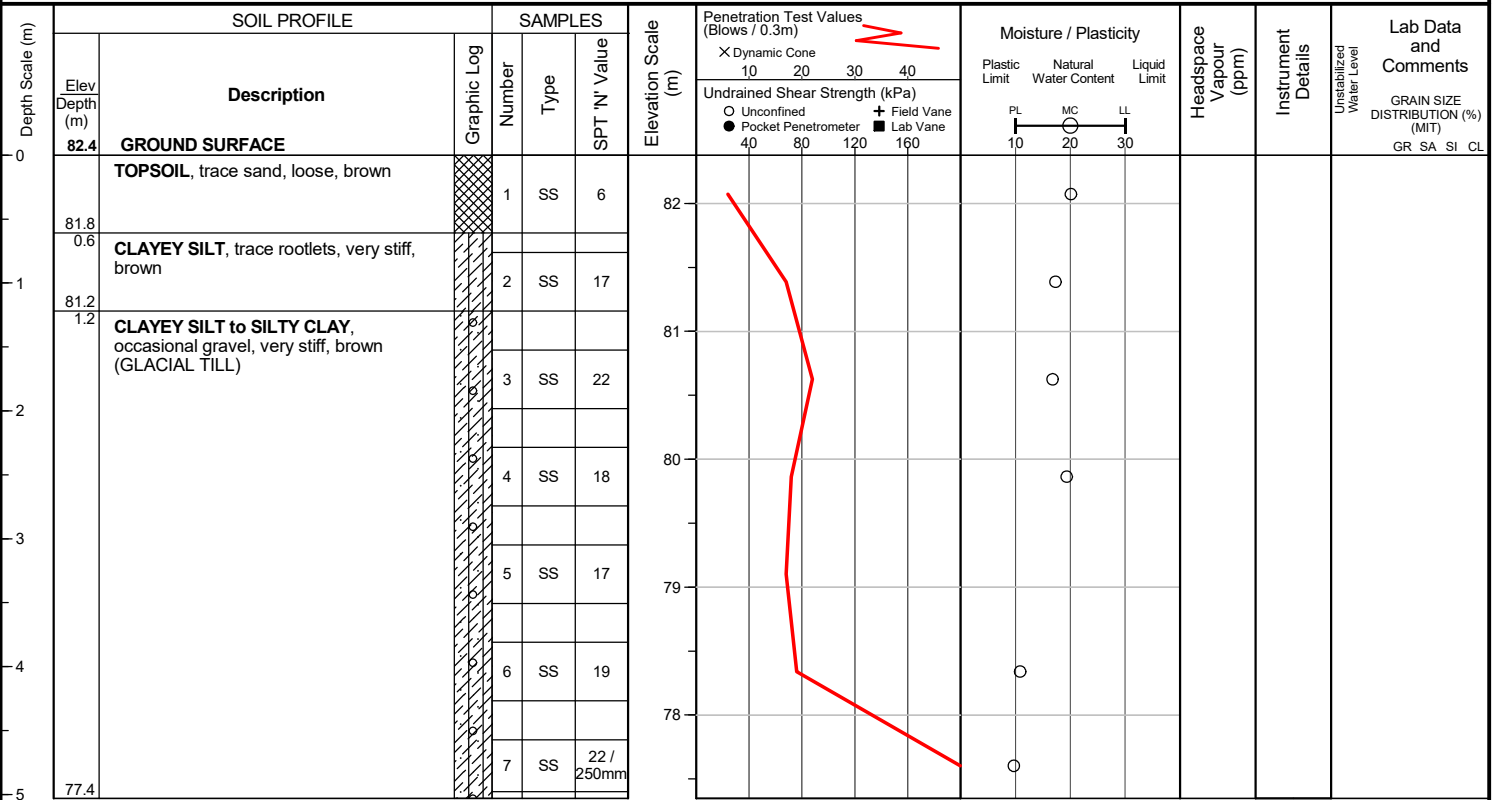 SOIL PROFILE
SAMPLES
Depth Scale (m)
Elev
Depth
(m)
Description
Graphic Log
Number
Type
SPT 'N' Value
Elevation Scale
(m)
Penetration Test Values
(Blows / 0.3m)
× Dynamic Cone
10 20 30 40
Undrained Shear Strength (kPa)
Unconfined
Field Vane
Pocket Penetrometer
Lab Vane
40 80 120 160
Moisture / Plasticity
Plastic
Limit
Natural
Water Content
Liquid
Limit
PL MC LL
10 20 30
Headspace
Vapour
(ppm)
Instrument
Details
Unstabilized
Water Level
Lab Data
and
Comments
GRAIN SIZE
DISTRIBUTION (%)
(MIT)
GR SA SI CL
82.4 GROUND SURFACE
0
TOPSOIL, trace sand, loose, brown
1 SS 6
82
81.8
0.6
CLAYEY SILT, trace rootlets, very stiff,
brown
1
2 SS 17
81.2
1.2
CLAYEY SILT to SILTY CLAY,
occasional gravel, very stiff, brown
(GLACIAL TILL)
81
3 SS 22
2
80
4 SS 18
3
5 SS 17
79
4
6 SS 19
78
7 SS 22 /
250mm
77.4
5